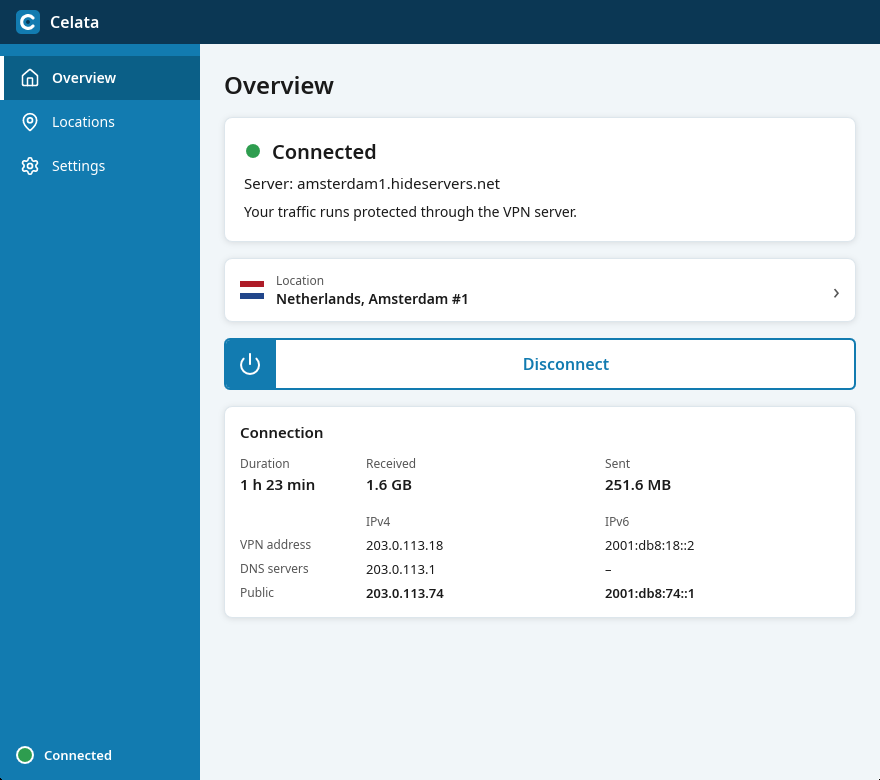 Celata
Overview
Locations
Settings
Connected
Overview
Connected
Server: amsterdam1.hideservers.net
Your traffic runs protected through the VPN server.
Location
Netherlands, Amsterdam #1
Disconnect
Connection
Duration Received Sent
1 h 23 min 1.6 GB 251.6 MB
IPv4 IPv6
VPN address 203.0.113.18 2001:db8:18::2
DNS servers 203.0.113.1 –
Public 203.0.113.74 2001:db8:74::1